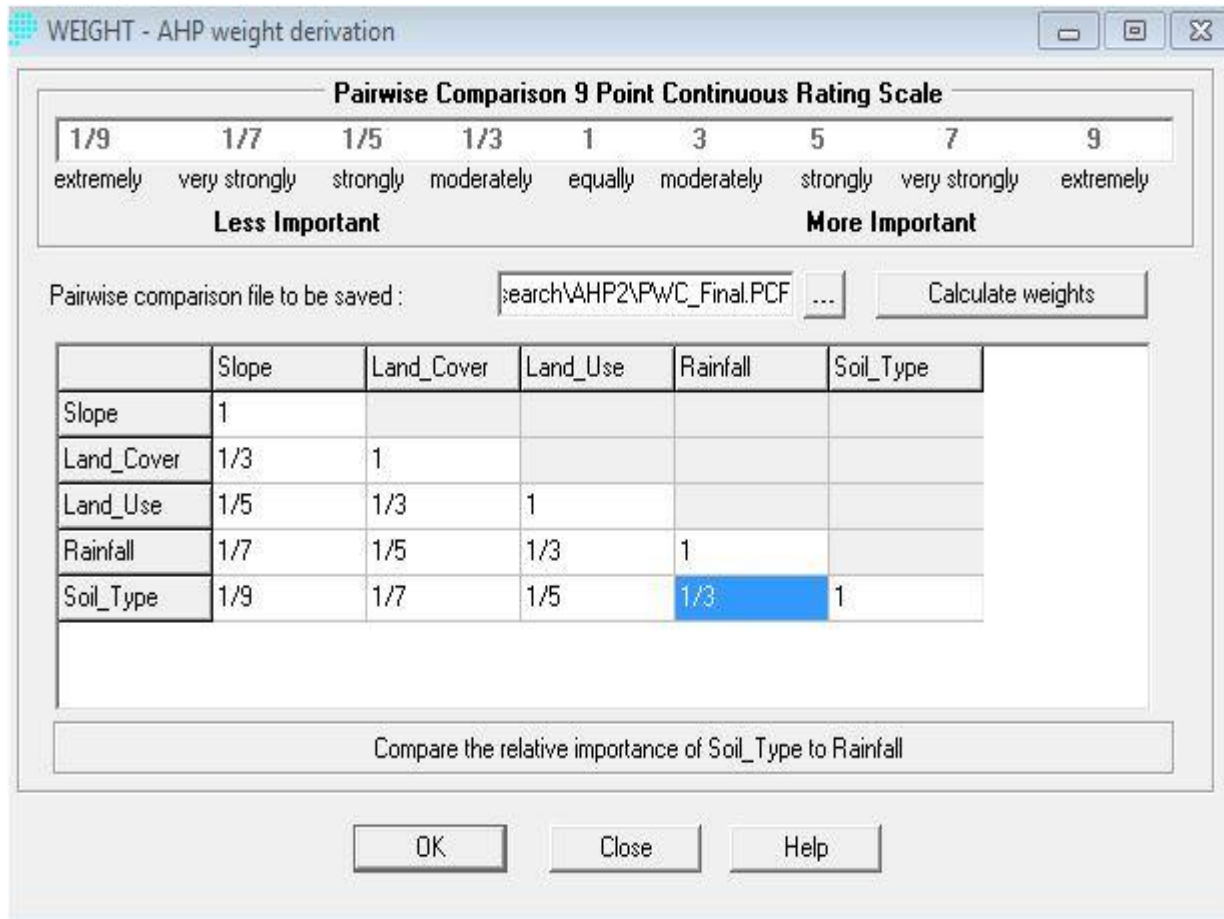 WEIGHT - AHP weight derivation
Pairwise Comparison 9 Point Continuous Rating Scale
1/9 1/7 1/5 1/3 1 3 5 7 9
extremely very strongly strongly moderately equally moderately strongly very strongly extremely
Less Important More Important
Pairwise comparison file to be saved : search\AHP2\PWC_Final.PCF ... Calculate weights
Slope Land_Cover Land_Use Rainfall Soil_Type
Slope 1
Land_Cover 1/3 1
Land_Use 1/5 1/3 1
Rainfall 1/7 1/5 1/3 1
Soil_Type 1/9 1/7 1/5 1/3 1
Compare the relative importance of Soil_Type to Rainfall
OK Close Help